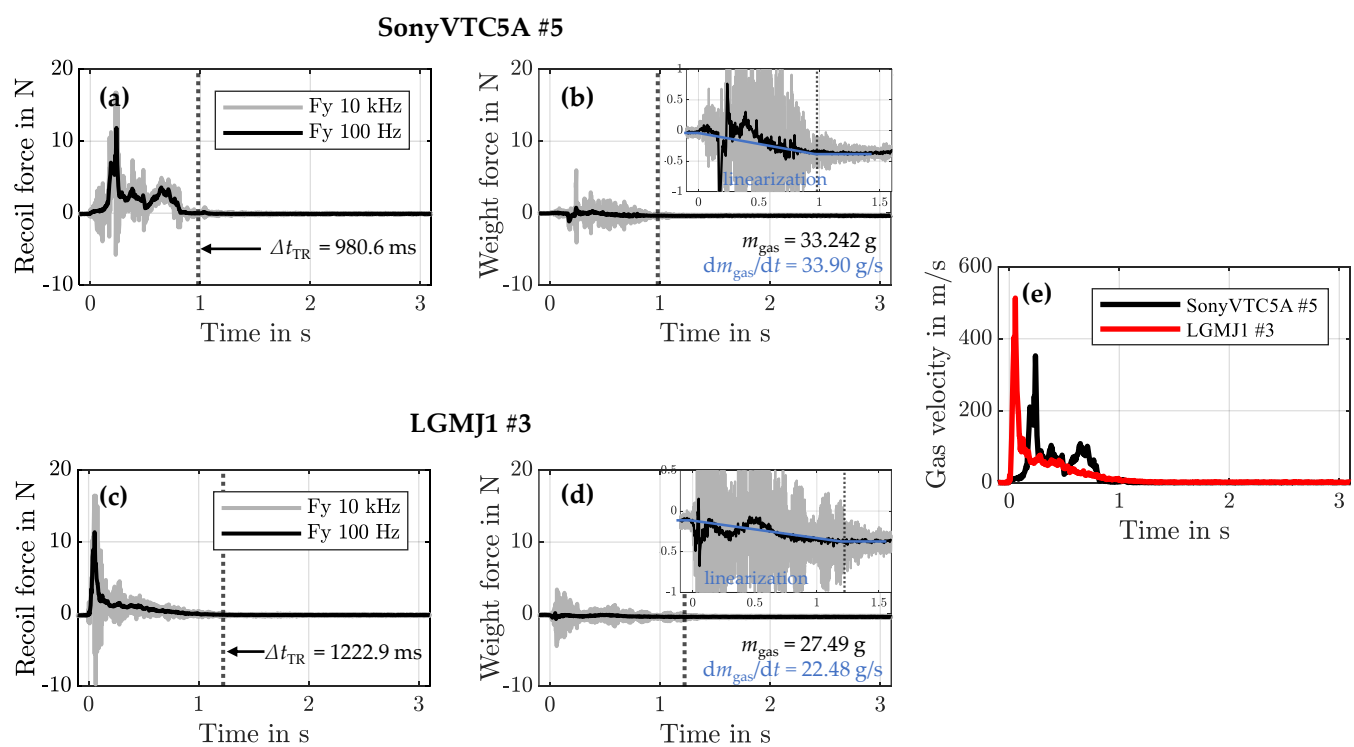 SonyVTC5A #5
(a)
Fy 10 kHz
Fy 100 Hz
Δt_TR = 980.6 ms
Recoil force in N
20
10
0
-10
0 1 2 3
Time in s
(b)
linearization
1
0.5
0
0.5
-1
0 0.5 1 1.5
m_gas = 33.242 g
dm_gas/dt = 33.90 g/s
Weight force in N
20
10
0
-10
0 1 2 3
Time in s
LGMJ1 #3
(c)
Fy 10 kHz
Fy 100 Hz
Δt_TR = 1222.9 ms
Recoil force in N
20
10
0
-10
0 1 2 3
Time in s
(d)
linearization
0.5
0
0.5
-1
0 0.5 1 1.5
m_gas = 27.49 g
dm_gas/dt = 22.48 g/s
Weight force in N
20
10
0
-10
0 1 2 3
Time in s
(e)
SonyVTC5A #5
LGMJ1 #3
Gas velocity in m/s
600
400
200
0
0 1 2 3
Time in s